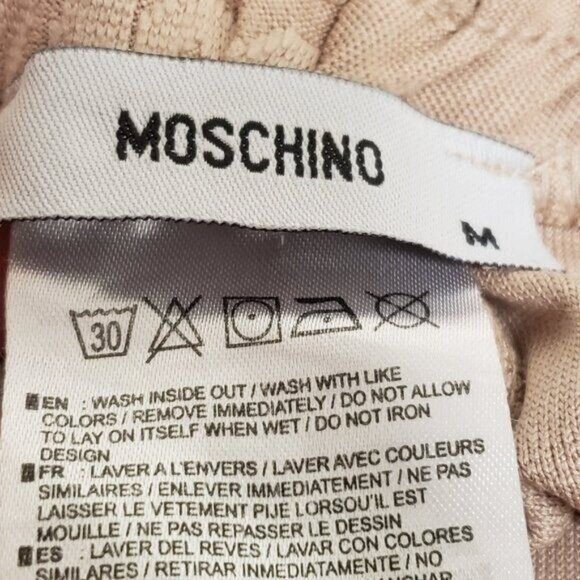 MOSCHINO
M
30
EN : WASH INSIDE OUT / WASH WITH LIKE
COLORS / REMOVE IMMEDIATELY / DO NOT ALLOW
TO LAY ON ITSELF WHEN WET / DO NOT IRON
DESIGN
FR : LAVER A L'ENVERS / LAVER AVEC COULEURS
SIMILAIRES / ENLEVER IMMEDIATEMENT / NE PAS
LAISSER LE VETEMENT PIJE LORSQU'IL EST
MOUILLE / NE PAS REPASSER LE DESSIN
ES : LAVER DEL REVES / LAVAR CON COLORES
SIMILARES / RETIRAR INMEDIATAMENTE / NO